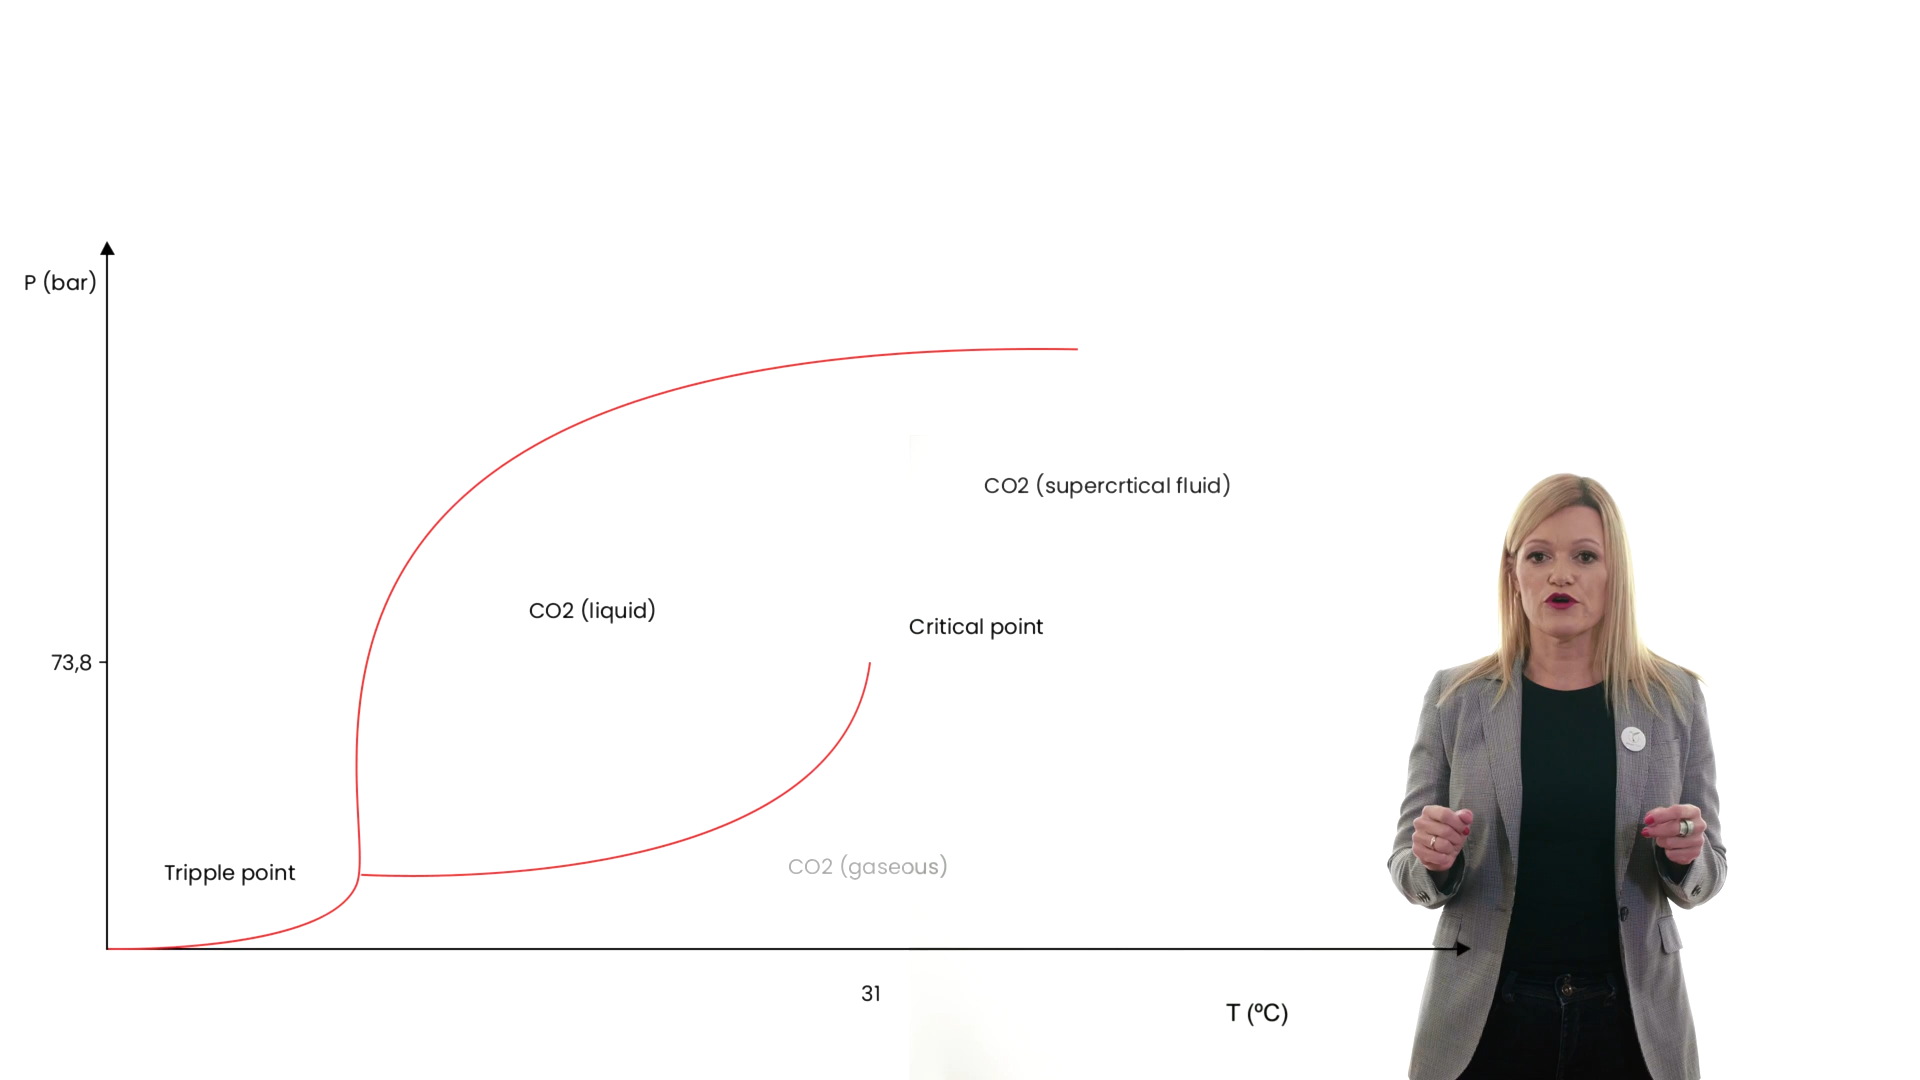 P (bar)
CO2 (supercrtical fluid)
CO2 (liquid)
Critical point
73,8
CO2 (gaseous)
Tripple point
31
T (ºC)